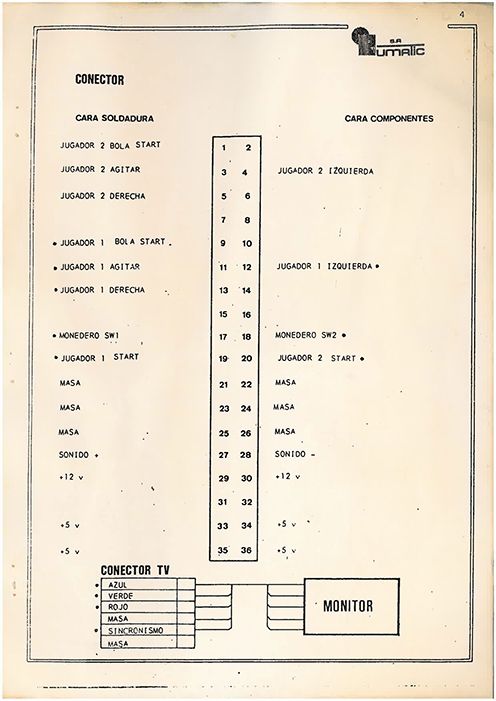 4
S.A
Kumatic
CONECTOR
CARA SOLDADURA CARA COMPONENTES
JUGADOR 2 BOLA START 1 2
JUGADOR 2 AGITAR 3 4 JUGADOR 2 IZQUIERDA
JUGADOR 2 DERECHA 5 6
7 8
• JUGADOR 1 BOLA START . 9 10
• JUGADOR 1 AGITAR 11 12 JUGADOR 1 IZQUIERDA •
• JUGADOR 1 DERECHA 13 14
15 16
• MONEDERO SW1 17 18 MONEDERO SW2 •
• JUGADOR 1 START 19 20 JUGADOR 2 START •
MASA 21 22 MASA
MASA 23 24 MASA
MASA 25 26 MASA
SONIDO + 27 28 SONIDO -
+12 v 29 30 +12 v
31 32
+5 v 33 34 +5 v
+5 v 35 36 +5 v
CONECTOR TV
• AZUL
• VERDE
• ROJO
MASA
• SINCRONISMO
MASA
MONITOR